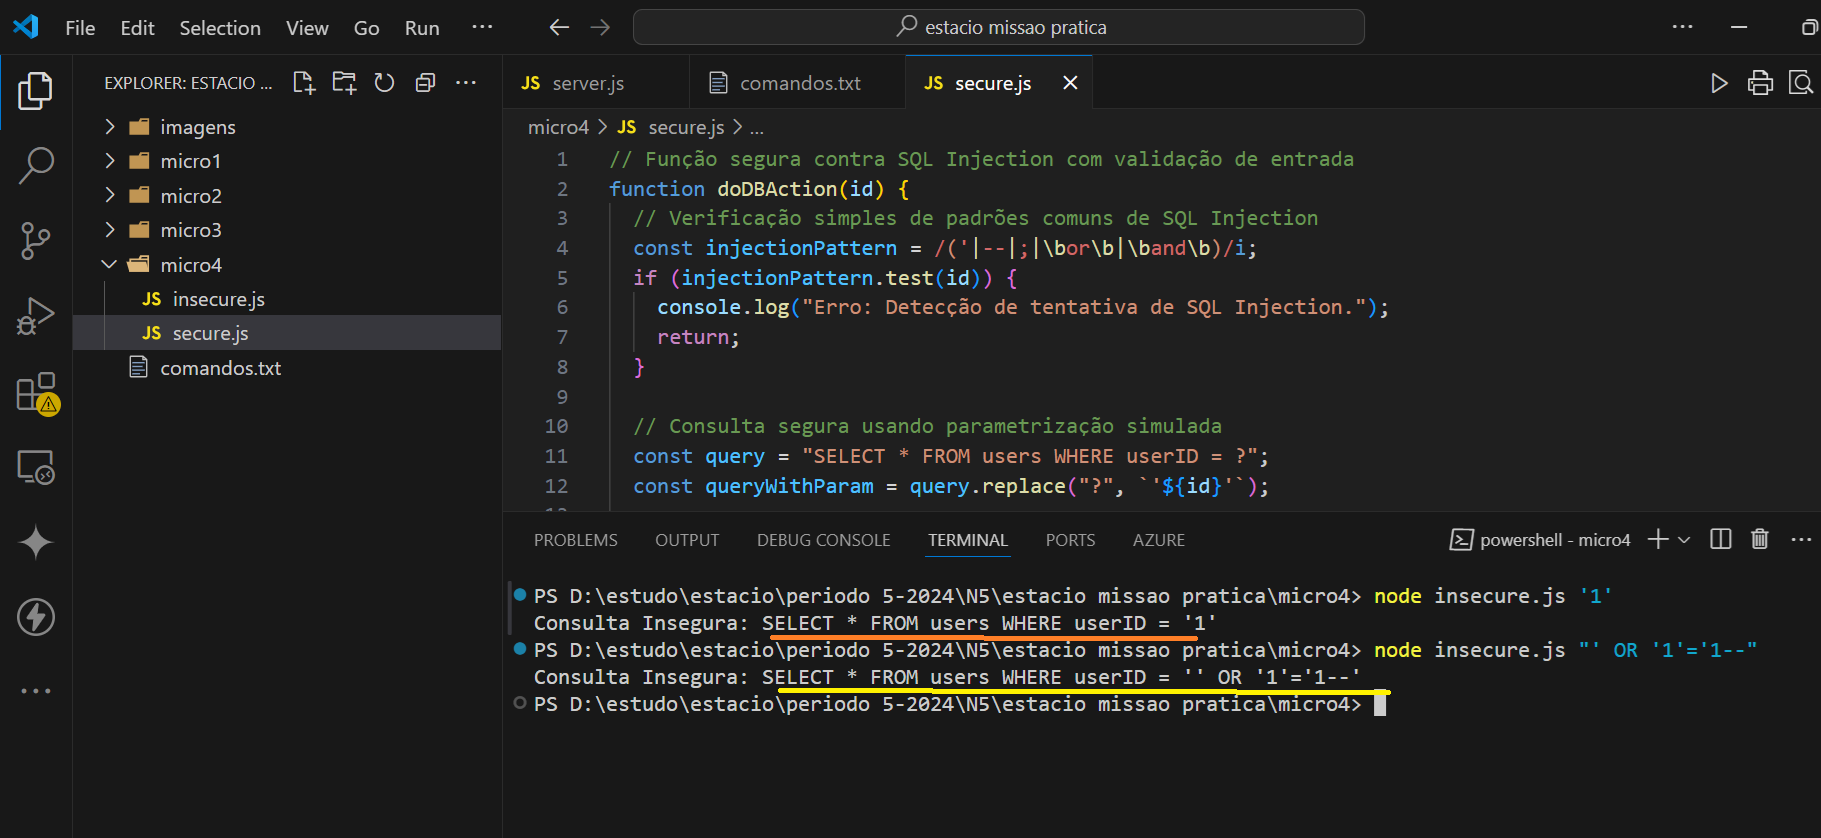 File Edit Selection View Go Run ···
estacio missao pratica
EXPLORER: ESTACIO ...
imagens
micro1
micro2
micro3
micro4
JS insecure.js
JS secure.js
comandos.txt
JS server.js
comandos.txt
JS secure.js
micro4 > JS secure.js > ...
1 // Função segura contra SQL Injection com validação de entrada
2 function doDBAction(id) {
3 // Verificação simples de padrões comuns de SQL Injection
4 const injectionPattern = /('|--|;|\bor\b|\band\b)/i;
5 if (injectionPattern.test(id)) {
6 console.log("Erro: Detecção de tentativa de SQL Injection.");
7 return;
8 }
9
10 // Consulta segura usando parametrização simulada
11 const query = "SELECT * FROM users WHERE userID = ?";
12 const queryWithParam = query.replace("?", `'${id}'`);
PROBLEMS OUTPUT DEBUG CONSOLE TERMINAL PORTS AZURE
powershell - micro4
PS D:\estudo\estacio\periodo 5-2024\N5\estacio missao pratica\micro4> node insecure.js '1'
Consulta Insegura: SELECT * FROM users WHERE userID = '1'
PS D:\estudo\estacio\periodo 5-2024\N5\estacio missao pratica\micro4> node insecure.js "' OR '1'='1--"
Consulta Insegura: SELECT * FROM users WHERE userID = '' OR '1'='1--'
PS D:\estudo\estacio\periodo 5-2024\N5\estacio missao pratica\micro4>